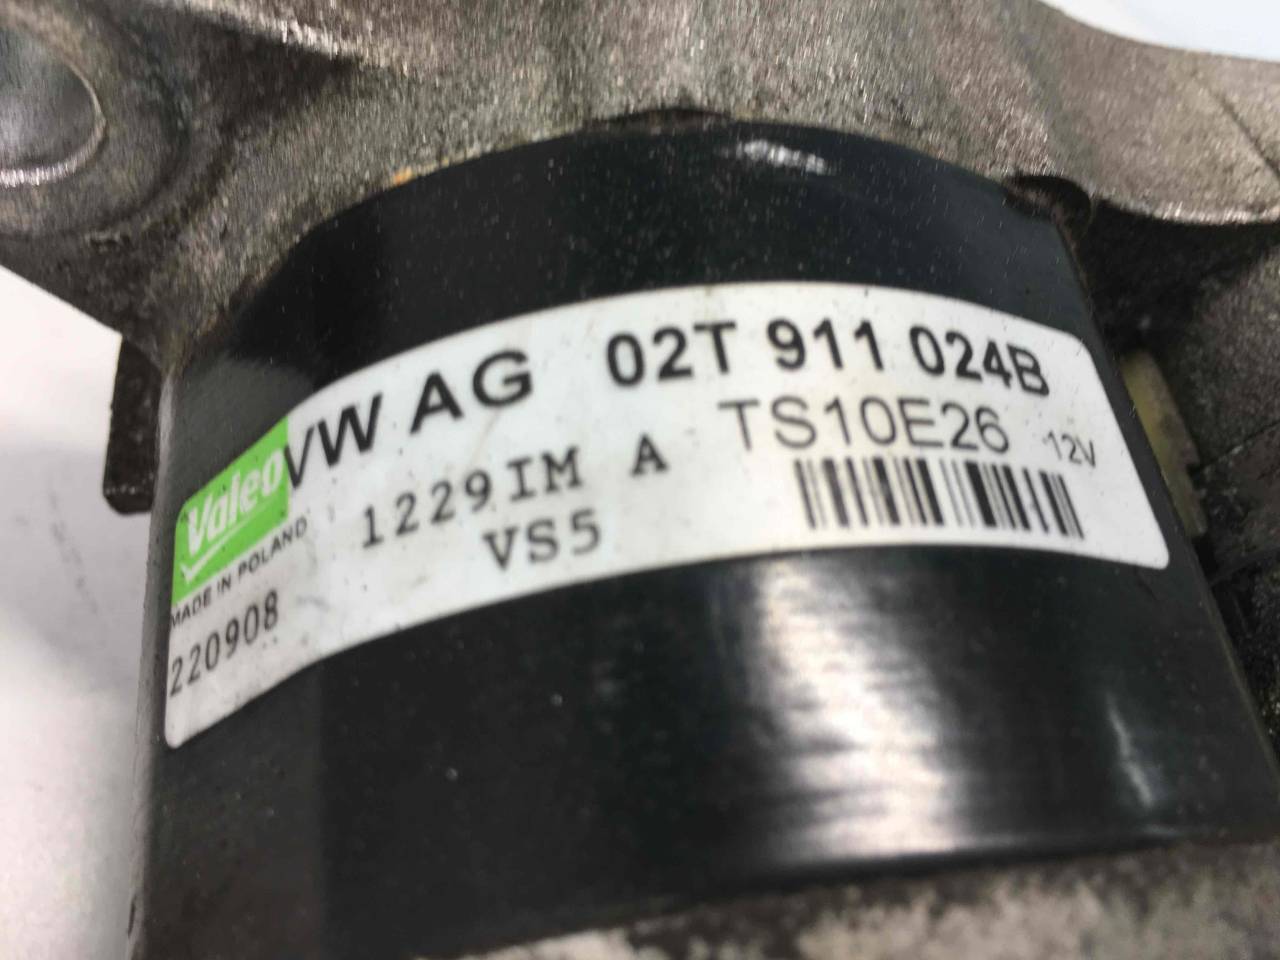 VW AG 02T 911 024B
Valeo 1229IM A TS10E26 12V
MADE IN POLAND VS5
220908